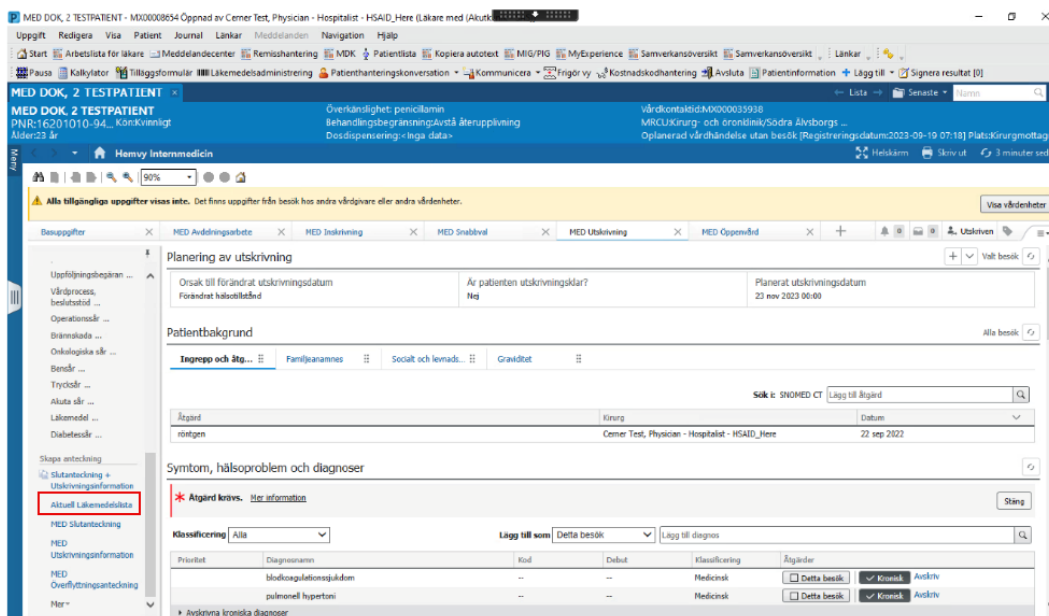 MED DOK, 2 TESTPATIENT - MX00008654 Öppnad av Cerner Test, Physician - Hospitalist - HSAID_Here (Läkare med (Akutk
Uppgift Redigera Visa Patient Journal Länkar Meddelanden Navigation Hjälp
Start Arbetslista för läkare Meddelandecenter Remisshantering MDK Patientlista Kopiera autotext MIG/PIG MyExperience Samverkansöversikt Samverkansöversikt Länkar
Pausa Kalkylator Tilläggsformulär Läkemedelsadministrering Patienthanteringskonversation Kommunicera Frigör vy Kostnadskodhantering Avsluta Patientinformation Lägg till Signera resultat [0]
MED DOK, 2 TESTPATIENT × Lista Senaste Namn
MED DOK, 2 TESTPATIENT Överkänslighet: penicillamin Vårdkontaktid:MX000035938
PNR:16201010-94... Kön:Kvinnligt Behandlingsbegränsning:Avstå återupplivning MRCU:Kirurg- och öronklinik/Södra Älvsborgs ...
Ålder:23 år Dosdispensering:<Inga data> Oplanerad vårdhändelse utan besök [Registreringsdatum:2023-09-19 07:18] Plats:Kirurgmottag
Meny
Hemvy Internmedicin Helskärm Skriv ut 3 minuter sed
90%
Alla tillgängliga uppgifter visas inte. Det finns uppgifter från besök hos andra vårdgivare eller andra vårdenheter. Visa vårdenheter
Basuppgifter × MED Avdelningsarbete × MED Inskrivning × MED Snabbval × MED Utskrivning × MED Öppenvård × + 0 0 Utskriven
Planering av utskrivning Valt besök
Uppföljningsbegäran ...
Vårdprocess, beslutsstöd ...
Operationssår ...
Brännskada ...
Onkologiska sår ...
Bensår ...
Trycksår ...
Akuta sår ...
Läkemedel ...
Diabetessår ...
Skapa anteckning
Slutanteckning + Utskrivningsinformation
Aktuell Läkemedelslista
MED Slutanteckning
MED Utskrivningsinformation
MED Överflyttningsanteckning
Mer
Orsak till förändrat utskrivningsdatum Är patienten utskrivningsklar? Planerat utskrivningsdatum
Förändrat hälsotillstånd Nej 23 nov 2023 00:00
Patientbakgrund Alla besök
Ingrepp och åtg... Familjeanamnes Socialt och levnads... Graviditet
Sök i: SNOMED CT Lägg till åtgärd
Åtgärd Kirurg Datum
röntgen Cerner Test, Physician - Hospitalist - HSAID_Here 22 sep 2022
Symtom, hälsoproblem och diagnoser
Åtgärd krävs. Mer information Stäng
Klassificering Alla Lägg till som Detta besök Lägg till diagnos
Prioritet Diagnosnamn Kod Debut Klassificering Åtgärder
blodkoagulationssjukdom -- -- Medicinsk Detta besök Kronisk Avskriv
pulmonell hypertoni -- -- Medicinsk Detta besök Kronisk Avskriv
Avskrivna kroniska diagnoser